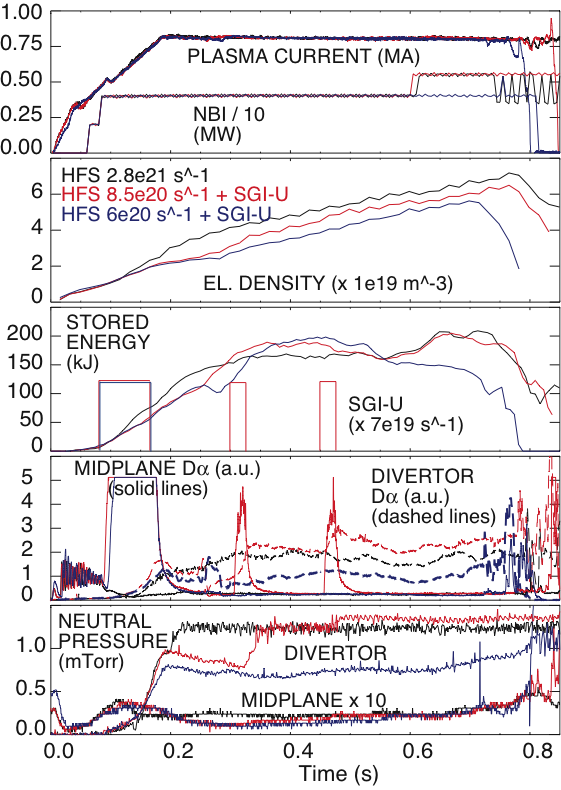 1.00
0.75
0.50
0.25
0.00
PLASMA CURRENT (MA)
NBI / 10
(MW)
6
4
2
0
HFS 2.8e21 s^-1
HFS 8.5e20 s^-1 + SGI-U
HFS 6e20 s^-1 + SGI-U
EL. DENSITY (x 1e19 m^-3)
200
150
100
50
0
STORED
ENERGY
(kJ)
SGI-U
(x 7e19 s^-1)
5
4
3
2
1
0
MIDPLANE Dα (a.u.)
(solid lines)
DIVERTOR
Dα (a.u.)
(dashed lines)
1.0
0.5
0.0
NEUTRAL
PRESSURE
(mTorr)
DIVERTOR
MIDPLANE x 10
0.0 0.2 0.4 0.6 0.8
Time (s)